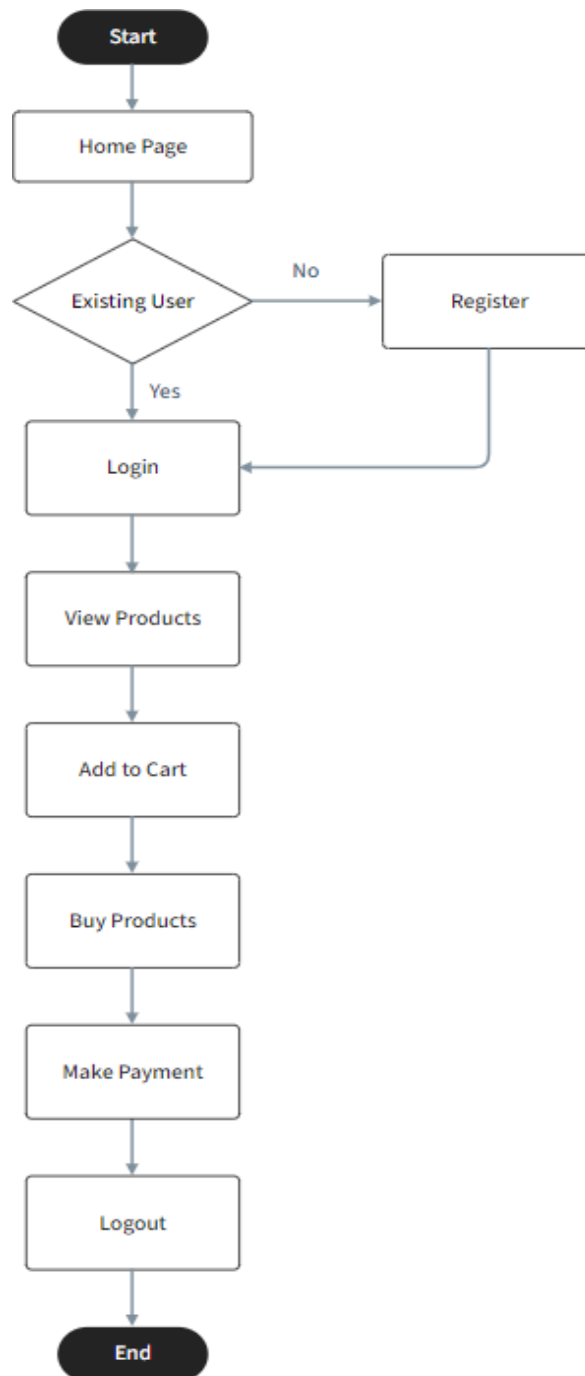 Start
Home Page
Existing User
No
Register
Yes
Login
View Products
Add to Cart
Buy Products
Make Payment
Logout
End